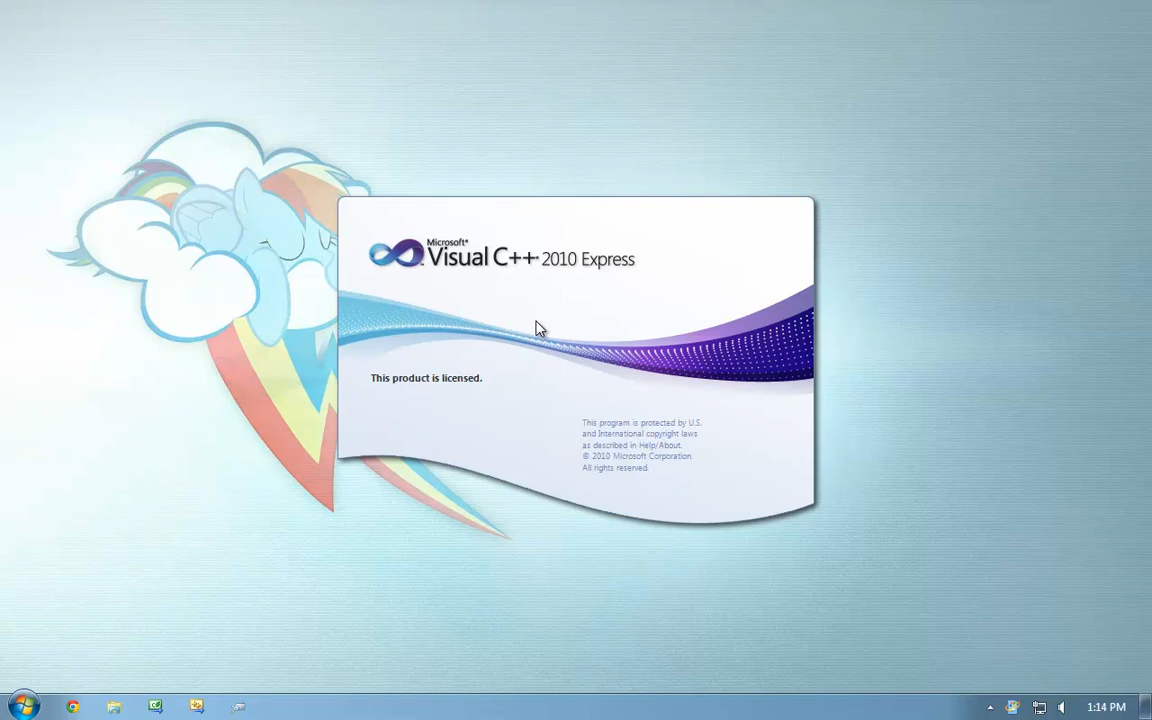 Microsoft®
Visual C++ 2010 Express
This product is licensed.
This program is protected by U.S.
and International copyright laws
as described in Help/About.
© 2010 Microsoft Corporation.
All rights reserved.
1:14 PM